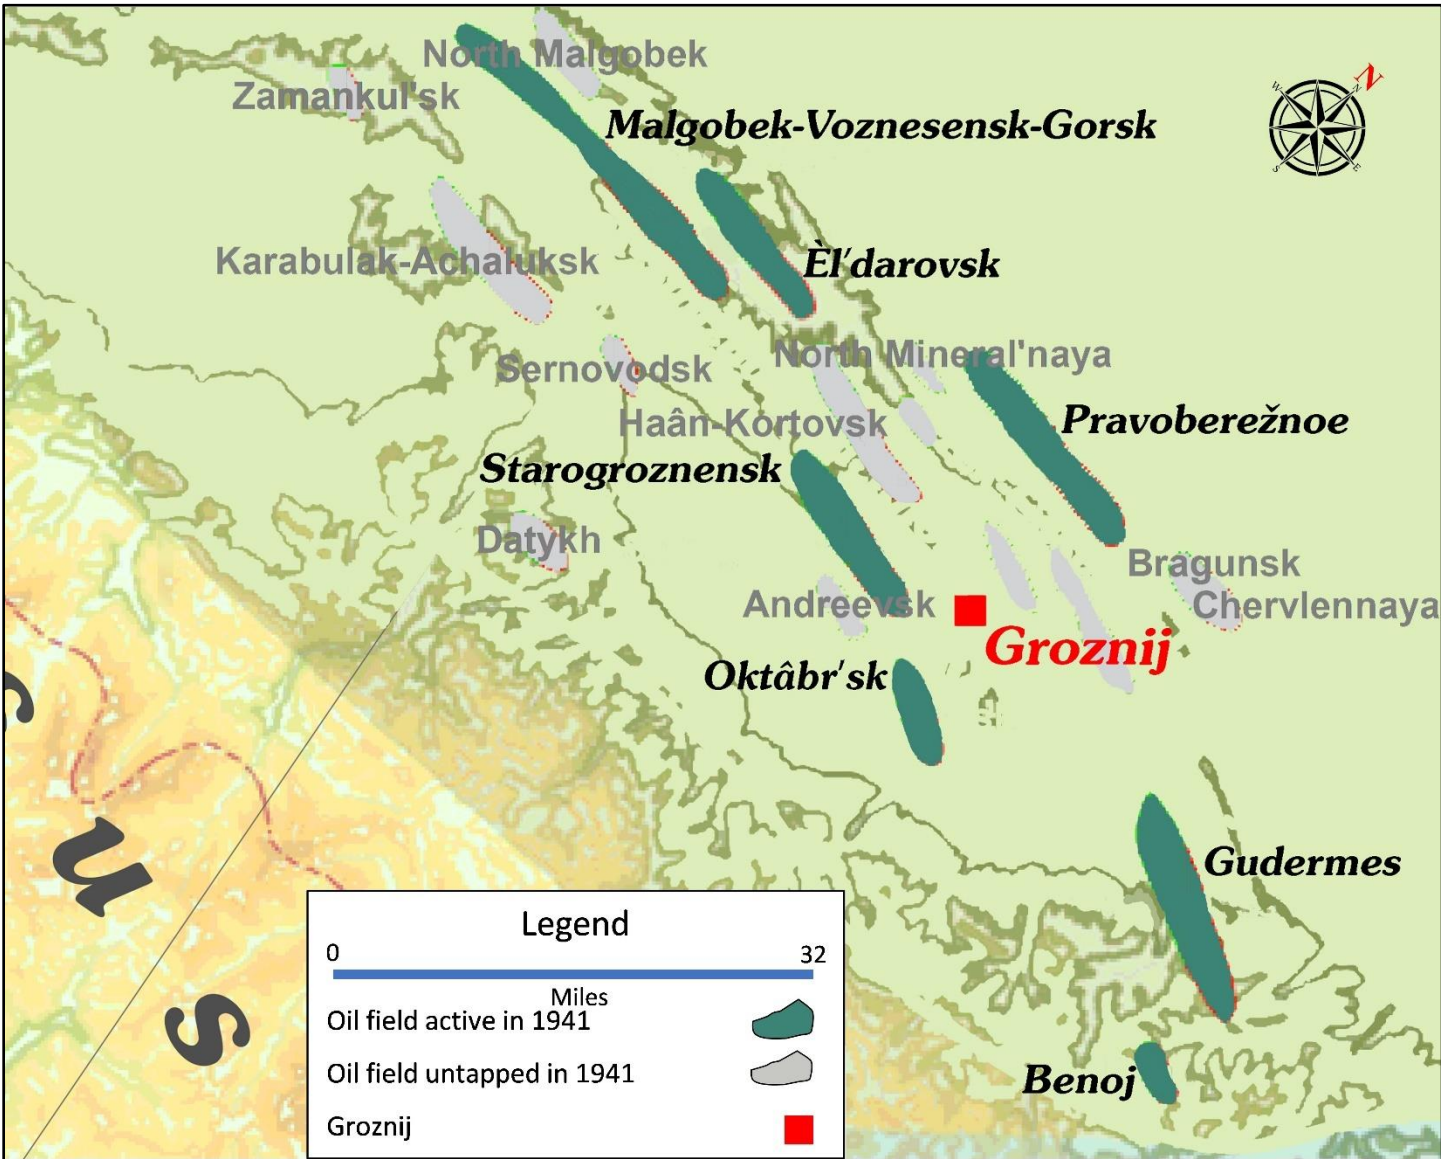 North Malgobek
Zamankul'sk
Malgobek-Voznesensk-Gorsk
N
W
N
S
E
Karabulak-Achaluksk
Èl'darovsk
Sernovodsk
North Mineral'naya
Haân-Kortovsk
Pravoberežnoe
Starogroznensk
Datykh
Bragunsk
Andreevsk
Chervlennaya
Groznij
Oktâbr'sk
c
u
s
Gudermes
Benoj
Legend
0 32
Miles
Oil field active in 1941
Oil field untapped in 1941
Groznij